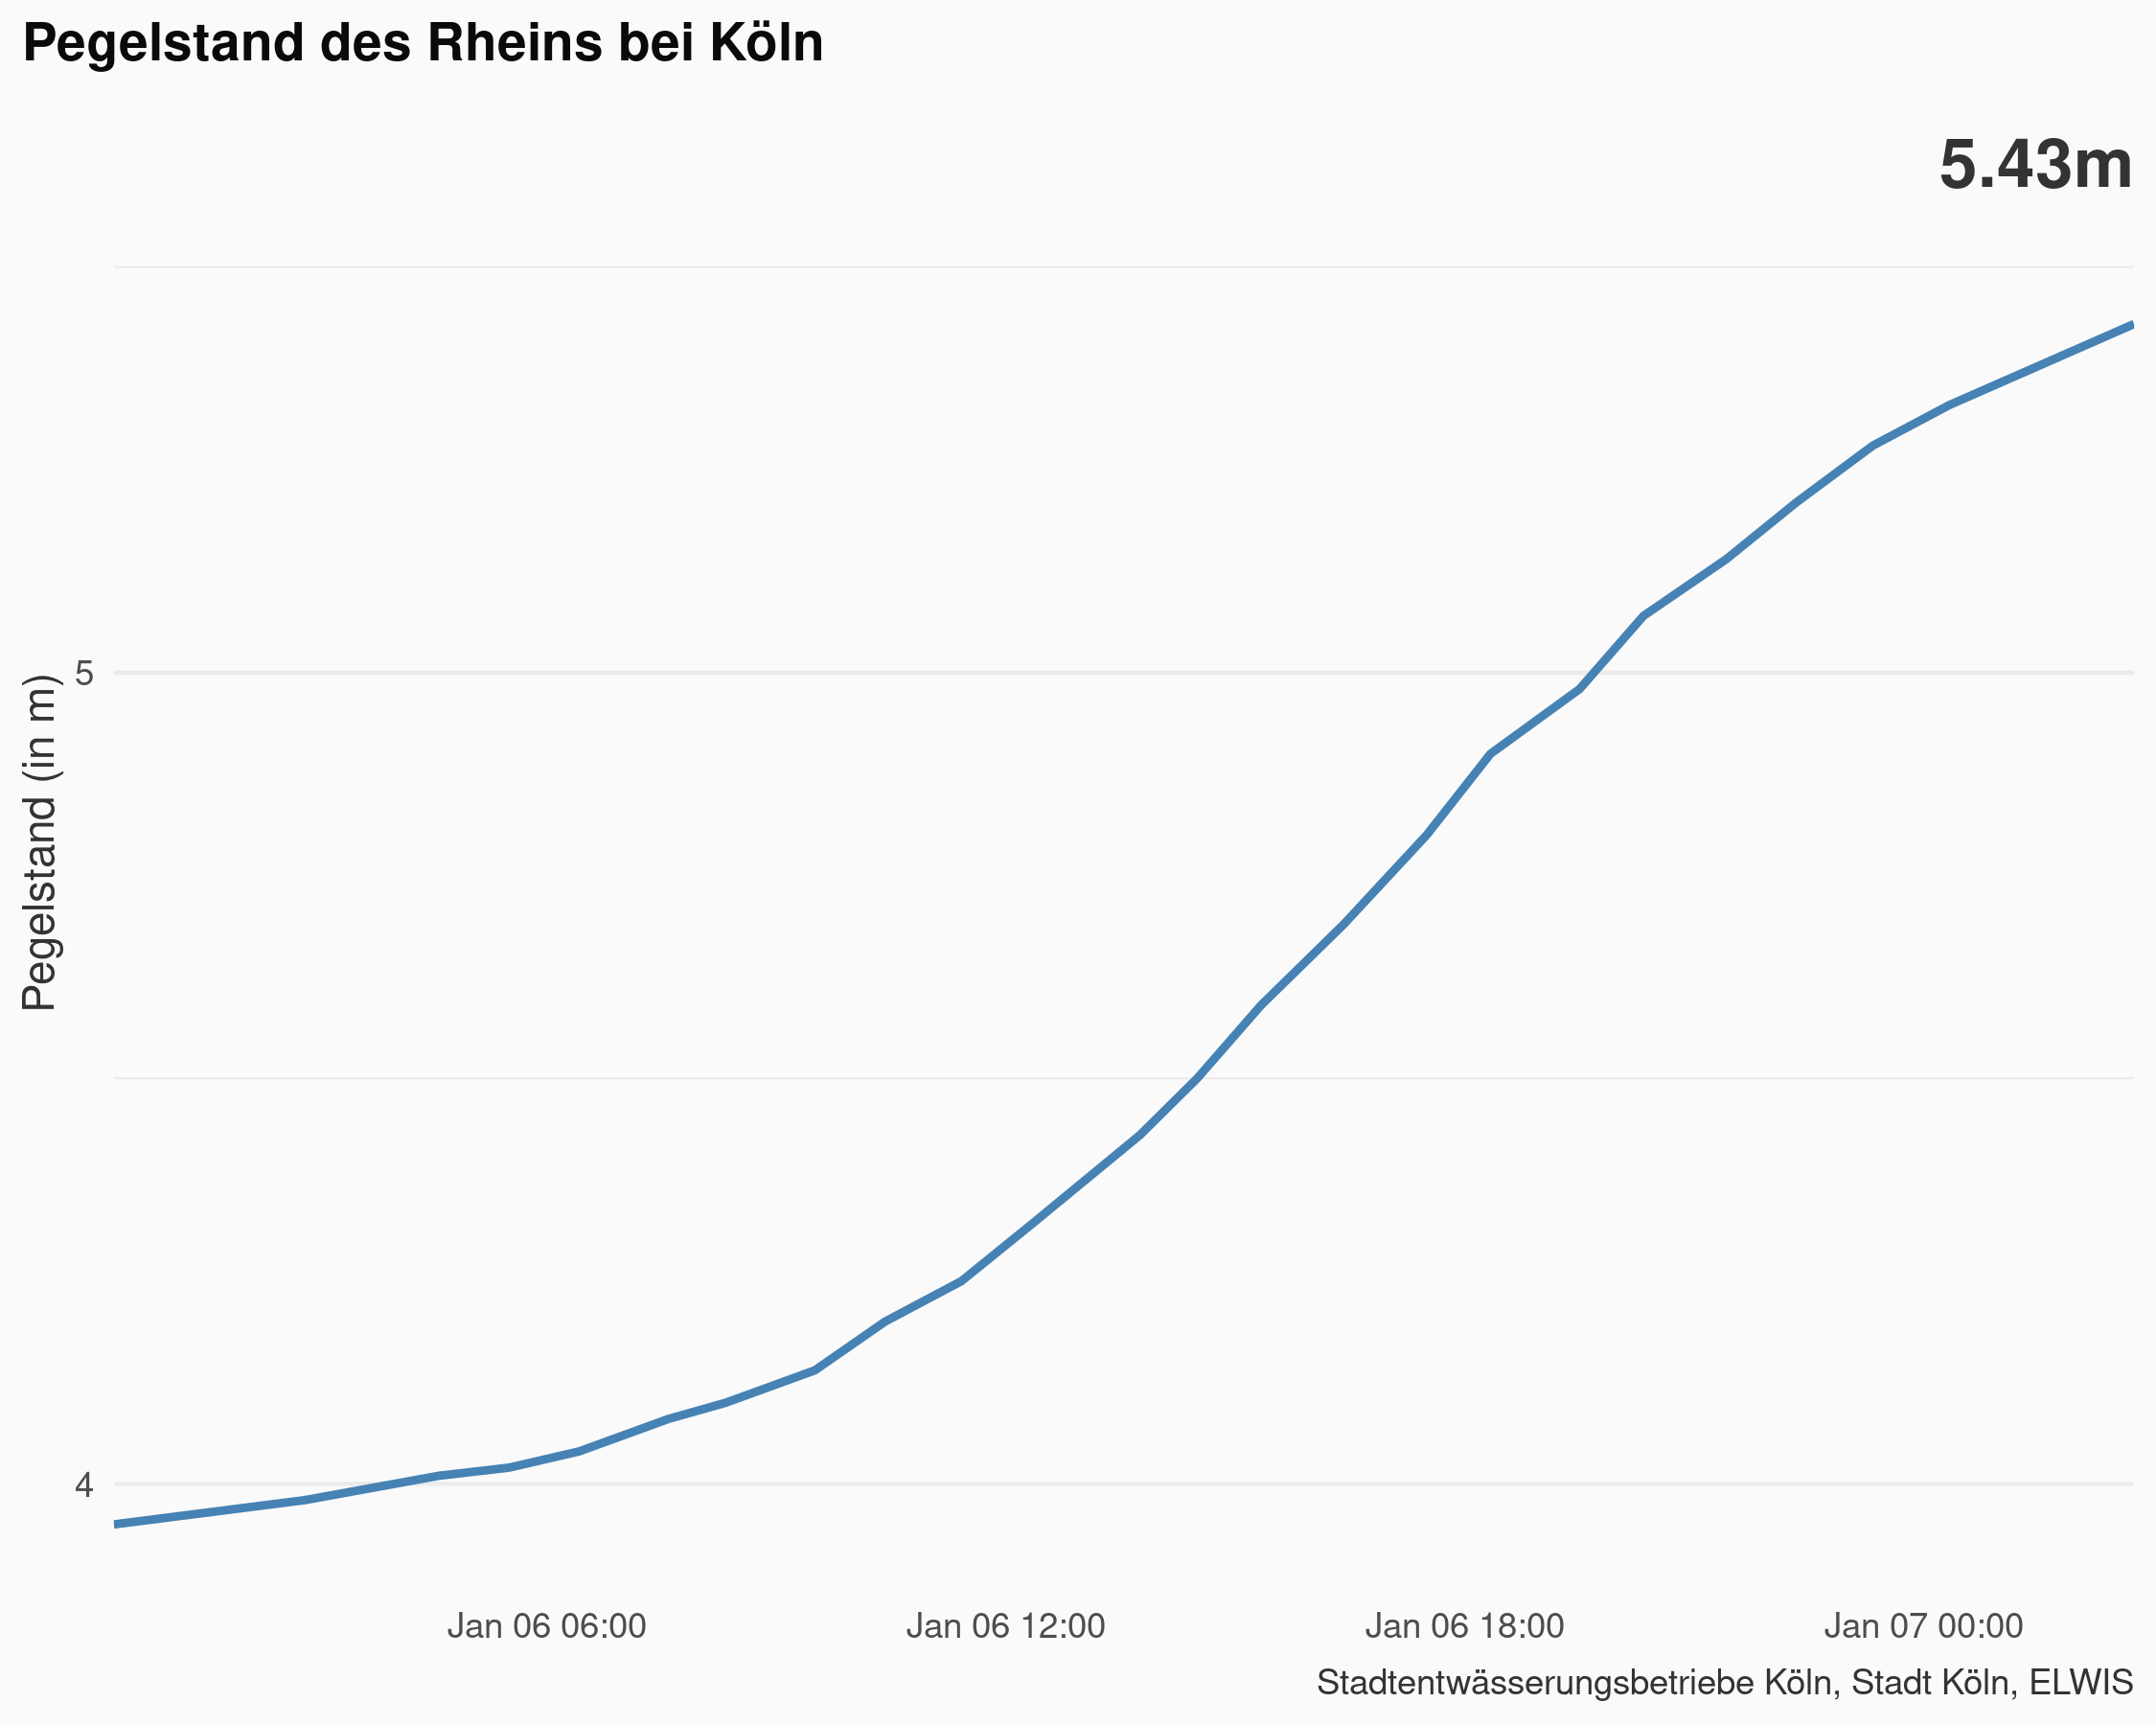 Pegelstand des Rheins bei Köln
5.43m
Pegelstand (in m)
5
4
Jan 06 06:00
Jan 06 12:00
Jan 06 18:00
Jan 07 00:00
Stadtentwässerungsbetriebe Köln, Stadt Köln, ELWIS